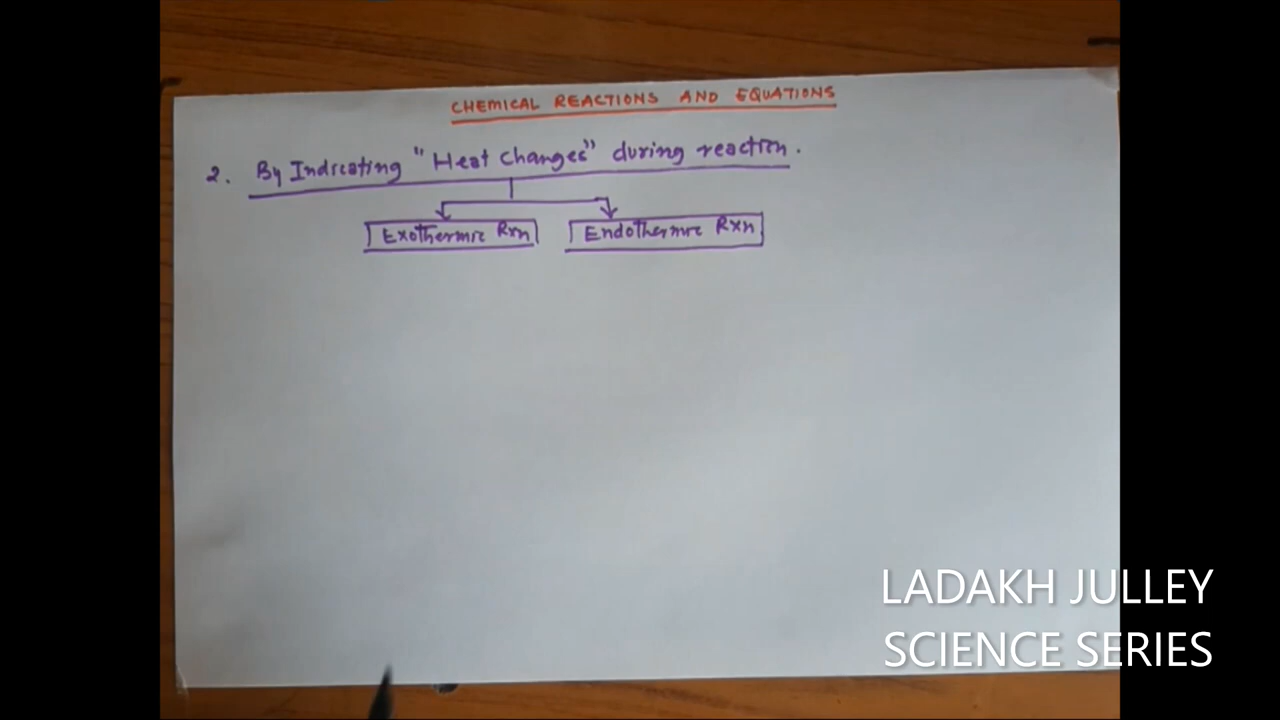 CHEMICAL REACTIONS AND EQUATIONS
2. By Indicating "Heat Changes" during reaction.
Exothermic Rxn Endothermic Rxn
LADAKH JULLEY
SCIENCE SERIES